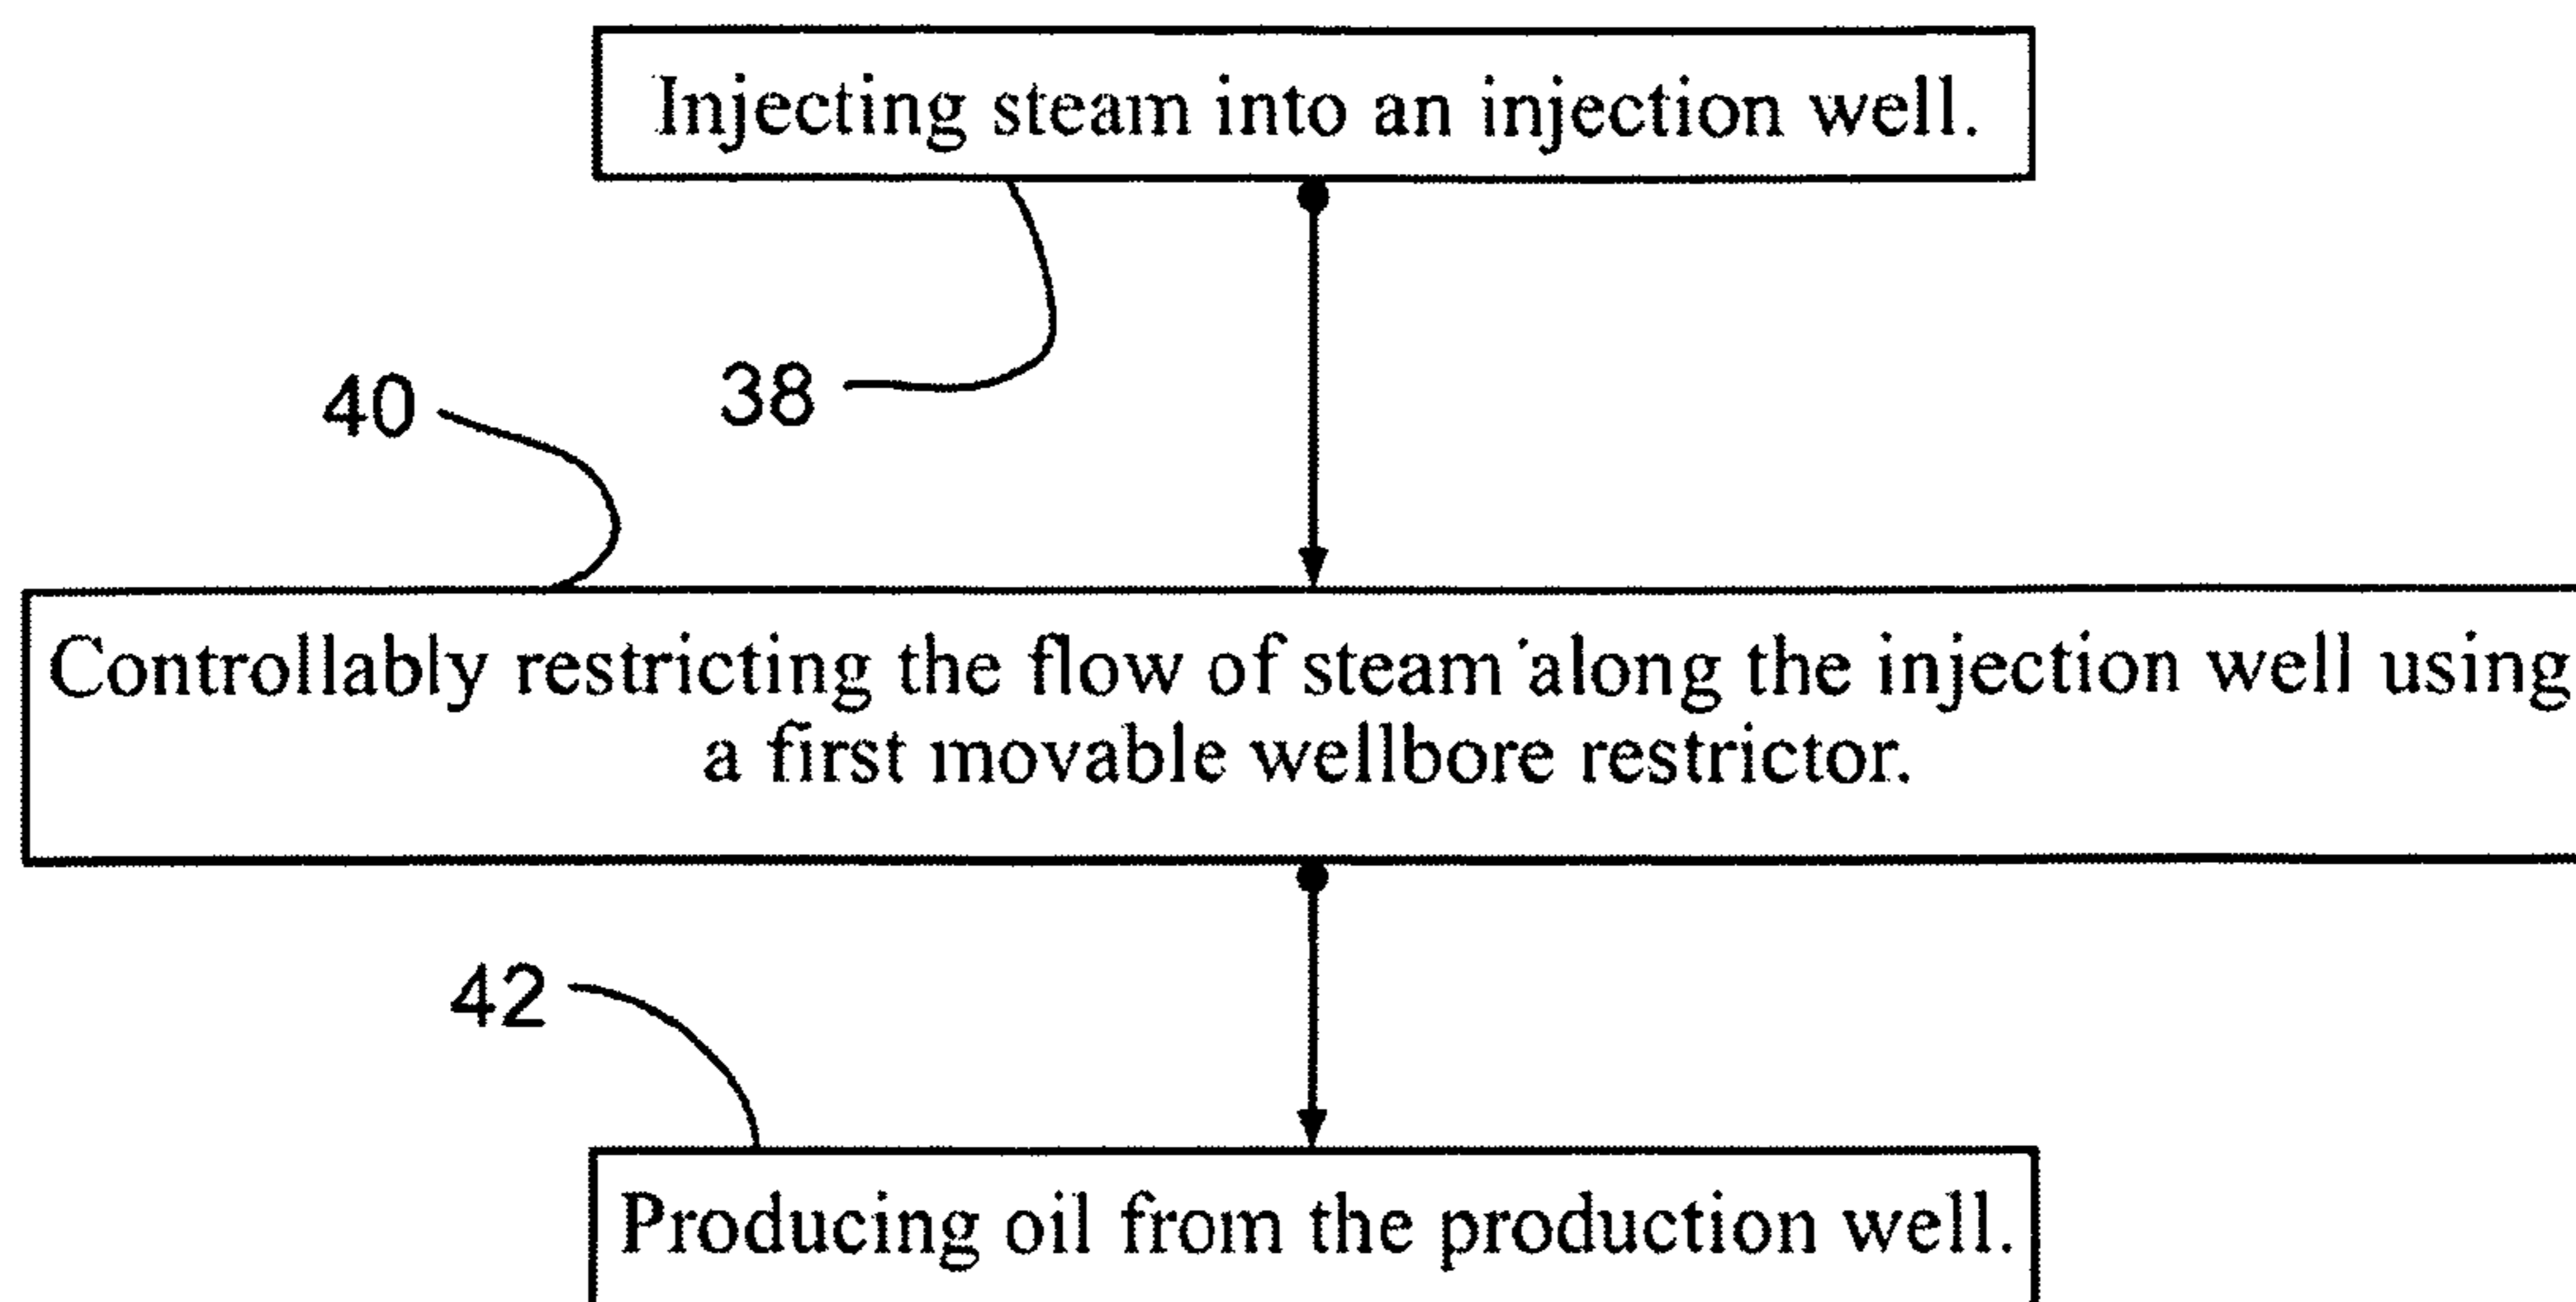 Injecting steam into an injection well.
38
40
Controllably restricting the flow of steam along the injection well using
a first movable wellbore restrictor.
42
Producing oil from the production well.